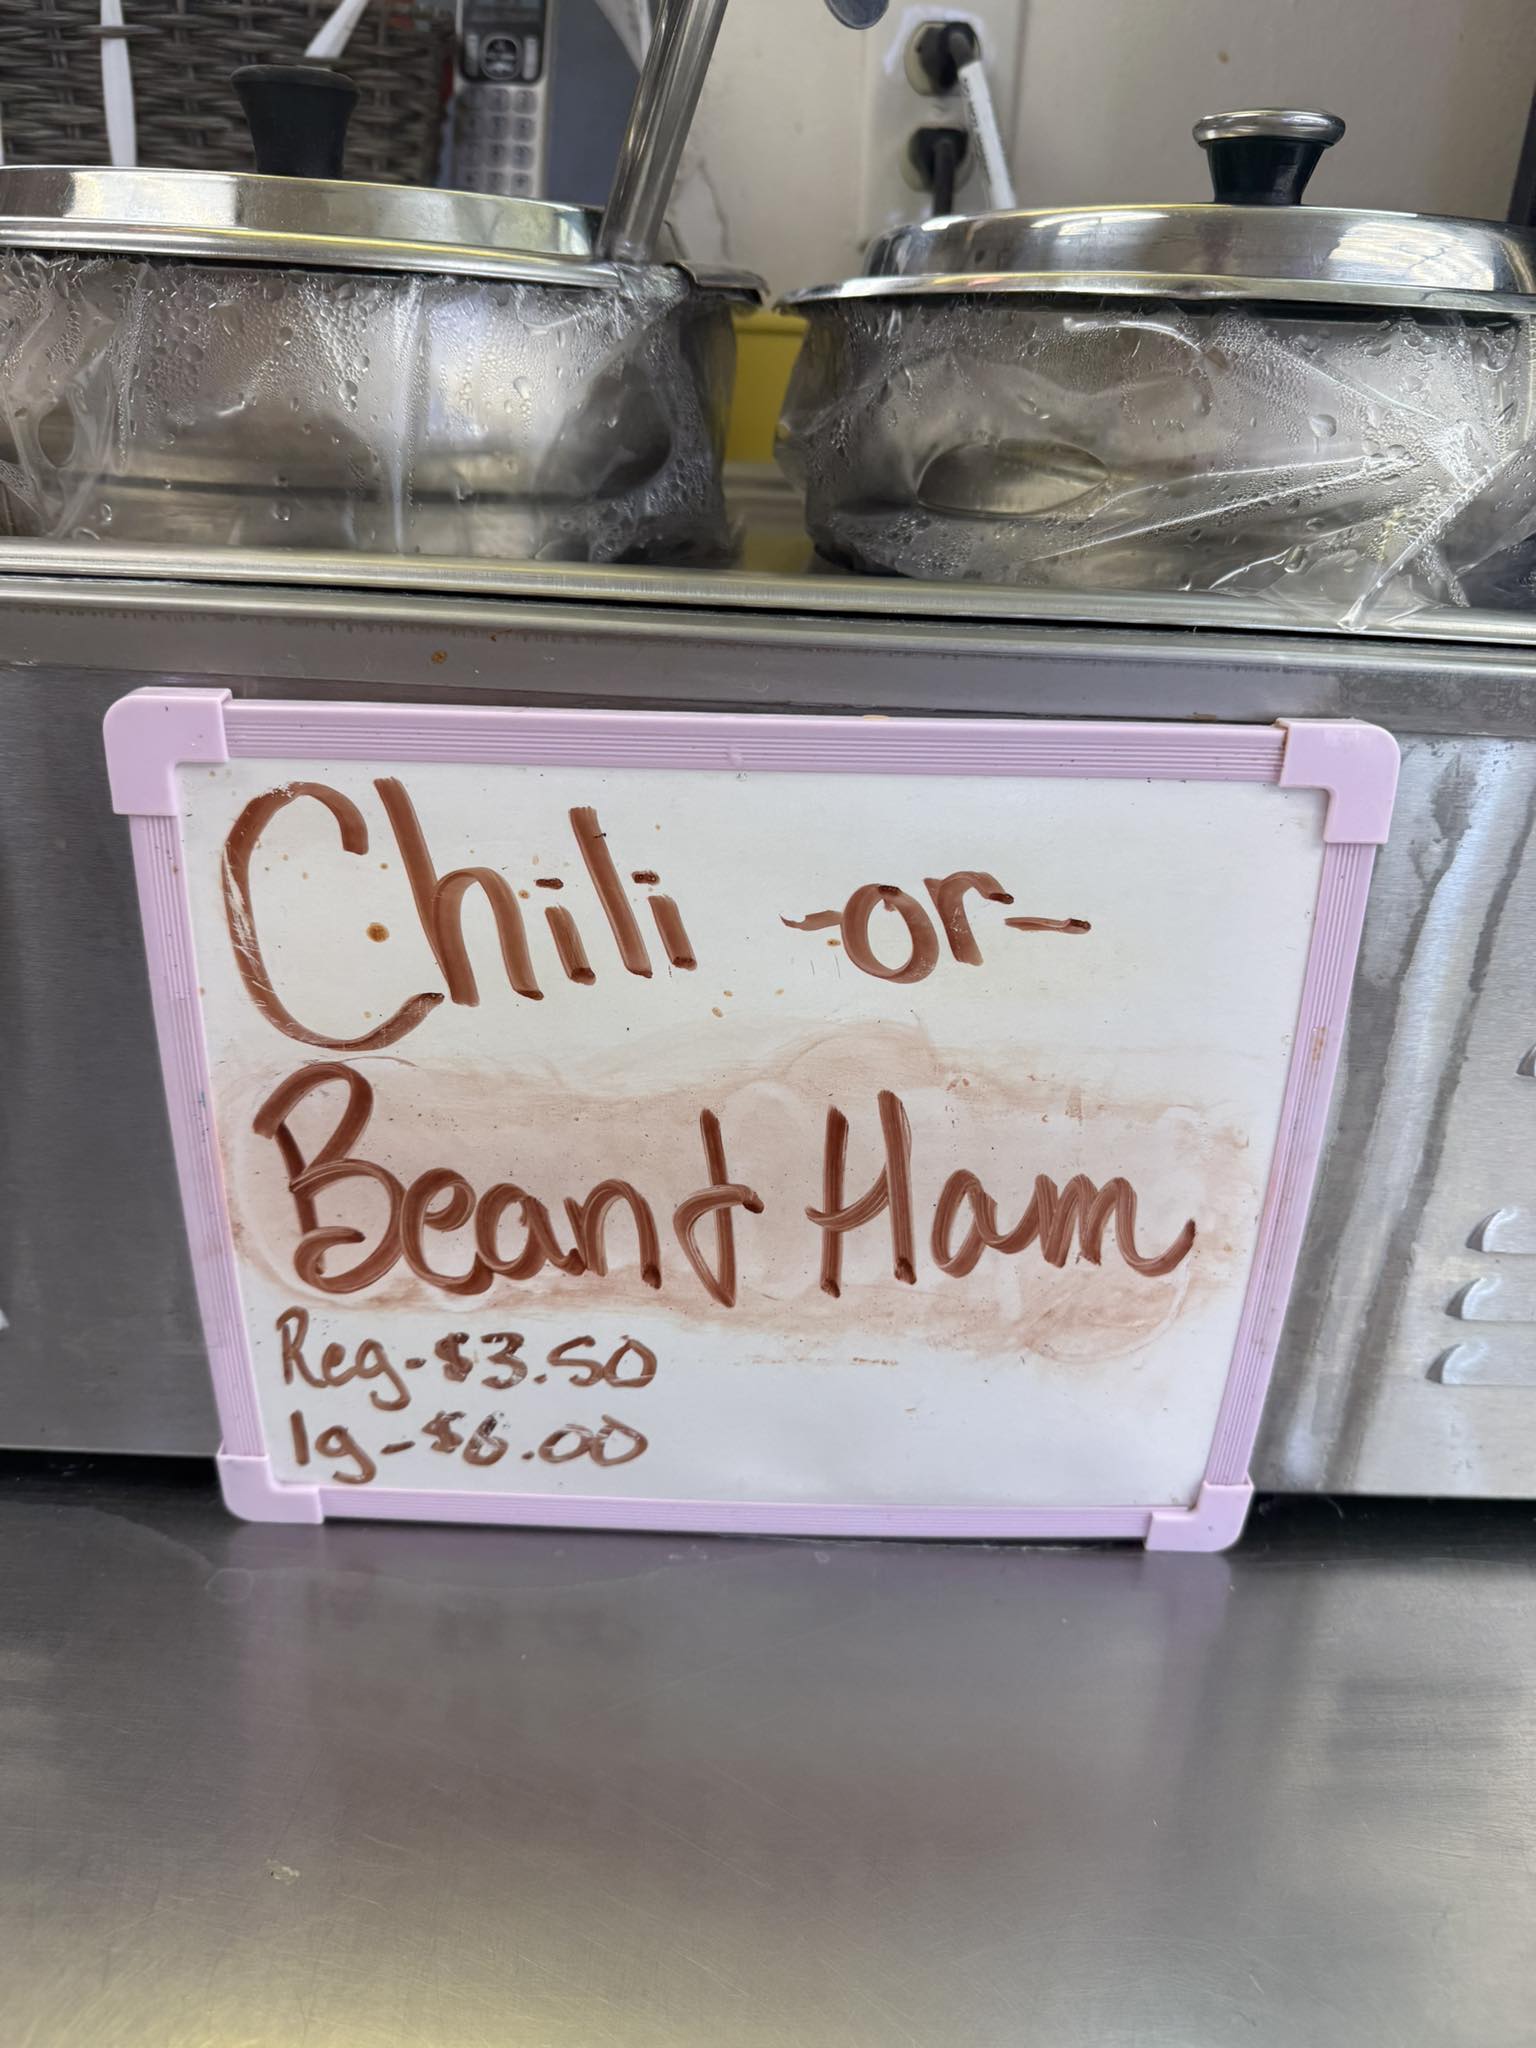 Chili -or-
Bean & Ham
Reg-$3.50
lg-$6.00